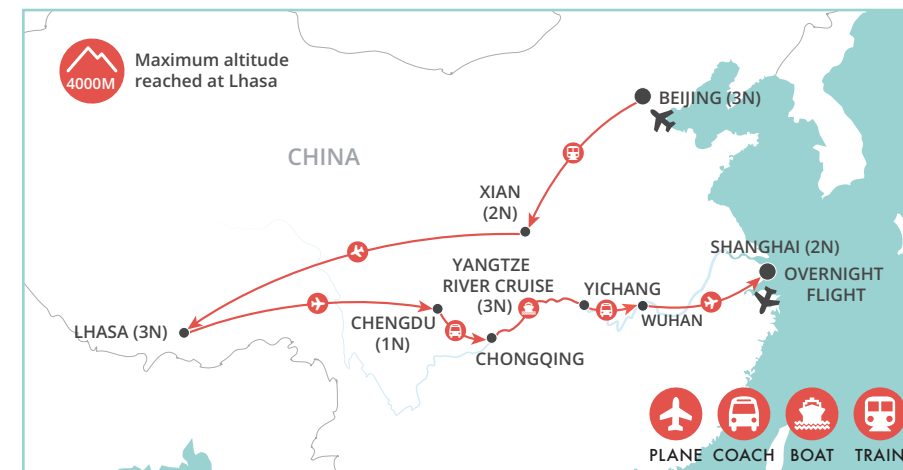 4000M
Maximum altitude
reached at Lhasa
BEIJING (3N)
CHINA
XIAN
(2N)
SHANGHAI (2N)
OVERNIGHT
FLIGHT
YANGTZE
RIVER CRUISE
(3N)
YICHANG
WUHAN
LHASA (3N)
CHENGDU
(1N)
CHONGQING
PLANE
COACH
BOAT
TRAIN